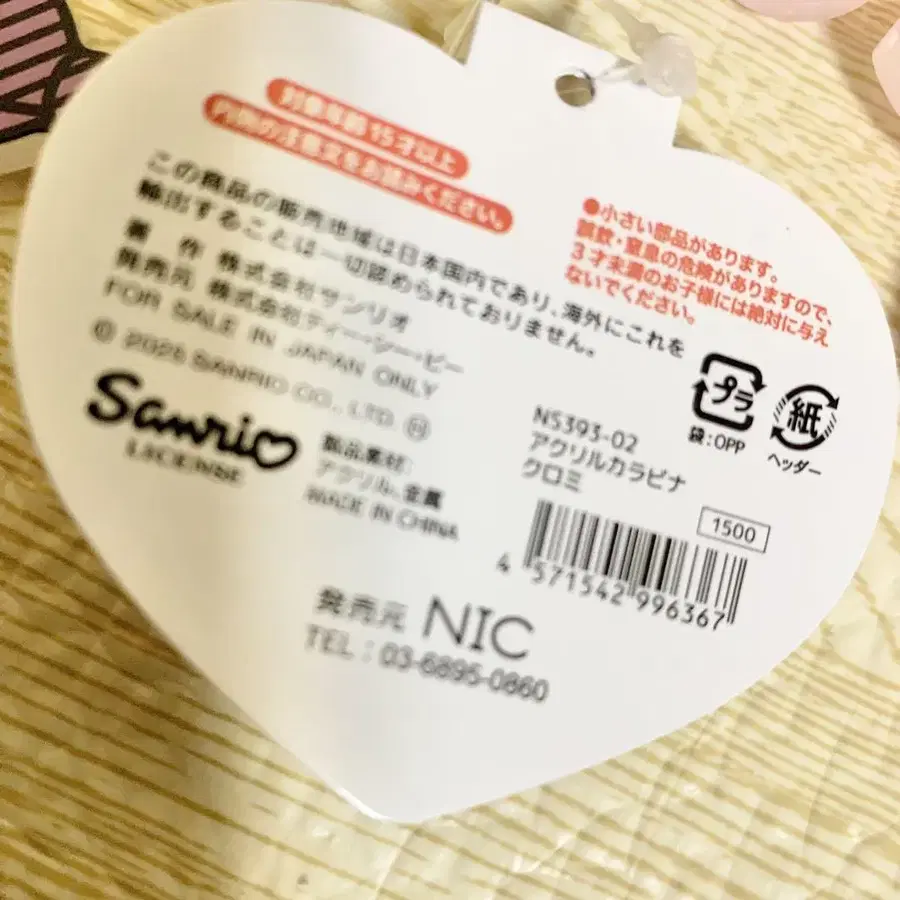 対象年齢15才以上
内側の注意文をお読みください。
この商品の販売地域は日本国内であり、海外にこれを
輸出することは一切認められておりません。
著 作 株式会社サンリオ
発売元 株式会社ティー・シー・ピー
FOR SALE IN JAPAN ONLY
© 2025 SANRIO CO., LTD. Ⓗ
Sanrio
LICENSE
製品素材:
アクリル、金属
MADE IN CHINA
●小さい部品があります。
誤飲・窒息の危険がありますので、
3才未満のお子様には絶対に与え
ないでください。
プラ
袋:OPP
紙
ヘッダー
NS393-02
アクリルカラビナ
クロミ
1500
4 571542 996367
発売元 NIC
TEL:03-6895-0860